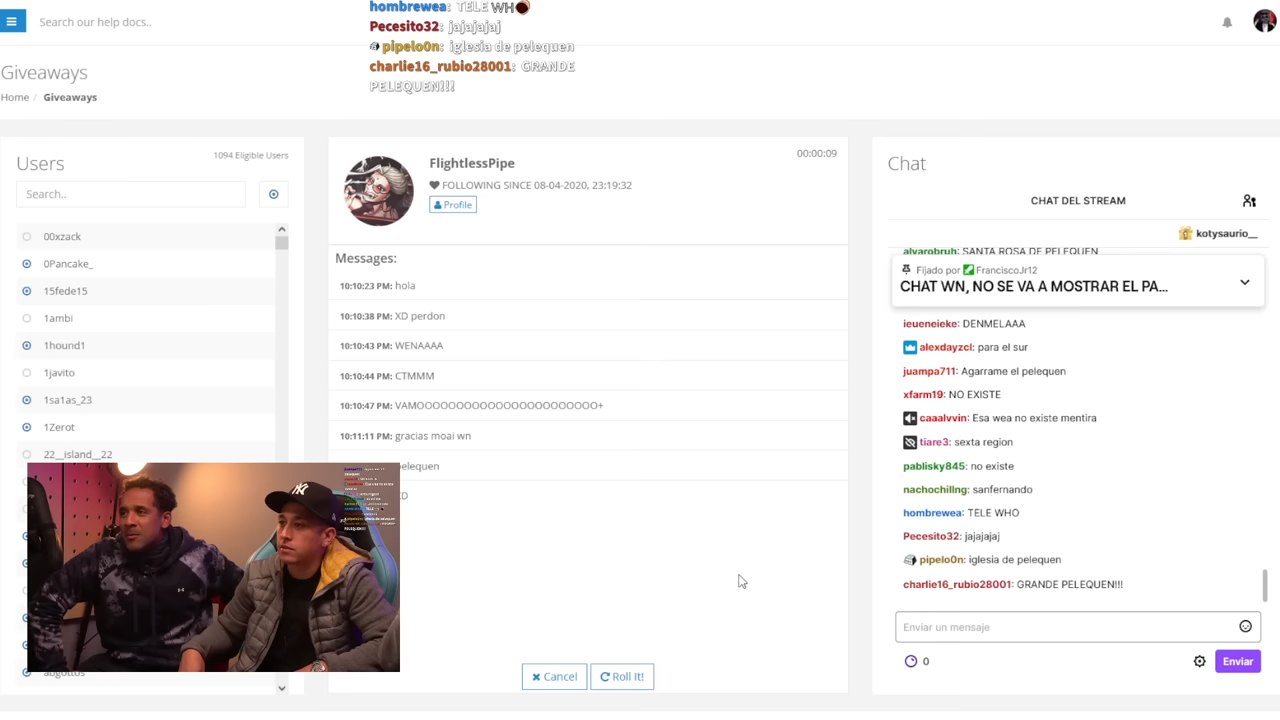 Search our help docs..
hombrewea: TELE WH
Pecesito32: jajajajaj
pipelo0n: iglesia de pelequen
charlie16_rubio28001: GRANDE
PELEQUEN!!!
Giveaways
Home / Giveaways
Users
1094 Eligible Users
Search..
00xzack
0Pancake_
15fede15
1ambi
1hound1
1javito
1sa1as_23
1Zerot
22__island__22
abgottos
FlightlessPipe
00:00:09
FOLLOWING SINCE 08-04-2020, 23:19:32
Profile
Messages:
10:10:23 PM: hola
10:10:38 PM: XD perdon
10:10:43 PM: WENAAAA
10:10:44 PM: CTMMM
10:10:47 PM: VAMOOOOOOOOOOOOOOOOOOOOOOO+
10:11:11 PM: gracias moai wn
pelequen
XD
Cancel
Roll It!
Chat
CHAT DEL STREAM
kotysaurio__
alvarobruh: SANTA ROSA DE PELEQUEN
Fijado por FranciscoJr12
CHAT WN, NO SE VA A MOSTRAR EL PA...
ieueneieke: DENMELAAA
alexdayzcl: para el sur
juampa711: Agarrame el pelequen
xfarm19: NO EXISTE
caaalvvin: Esa wea no existe mentira
tiare3: sexta region
pablisky845: no existe
nachochillng: sanfernando
hombrewea: TELE WHO
Pecesito32: jajajajaj
pipelo0n: iglesia de pelequen
charlie16_rubio28001: GRANDE PELEQUEN!!!
Enviar un mensaje
0
Enviar